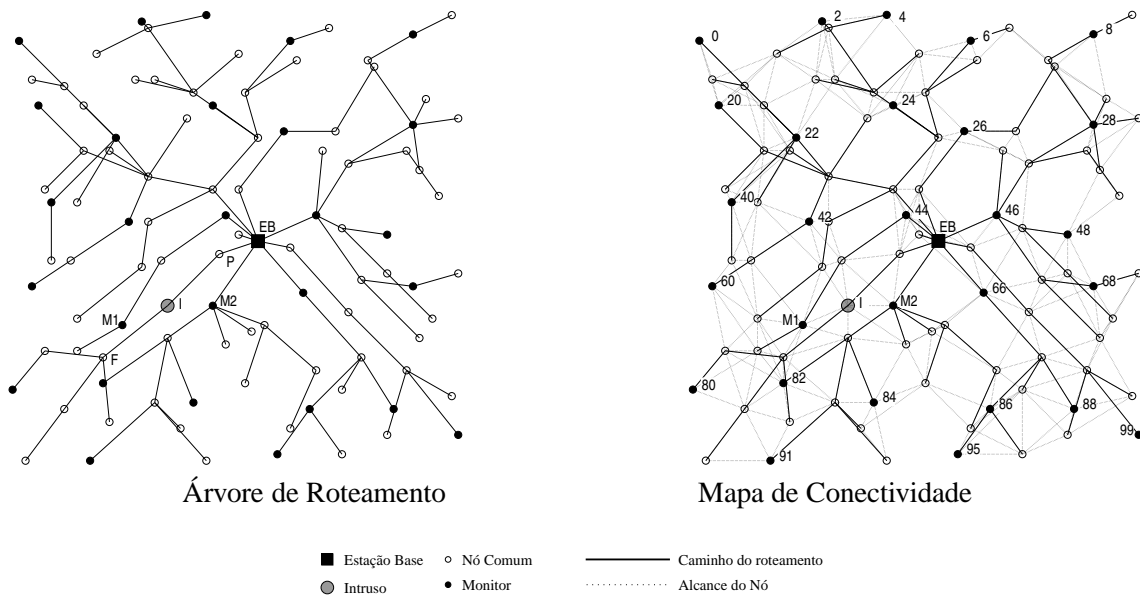 EB
P
I
M2
M1
F
Árvore de Roteamento
0
2
4
6
8
20
22
24
26
28
40
42
44
46
48
EB
60
66
68
I
M1
M2
80
82
84
86
88
91
95
99
Mapa de Conectividade
Estação Base
Nó Comum
Caminho do roteamento
Intruso
Monitor
Alcance do Nó